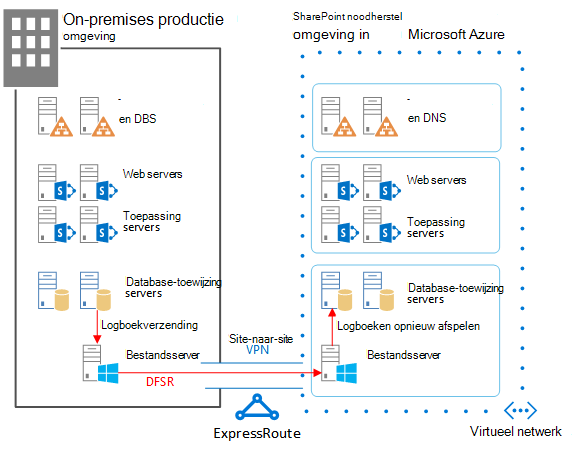 On-premises productie
omgeving
-
en DBS
Web servers
Toepassing
servers
Database-toewijzing
servers
Logboekverzending
Bestandsserver
DFSR
Site-naar-site
VPN
ExpressRoute
SharePoint noodherstel
omgeving in Microsoft Azure
-
en DNS
Web servers
Toepassing
servers
Database-toewijzing
servers
Logboeken opnieuw afspelen
Bestandsserver
Virtueel netwerk